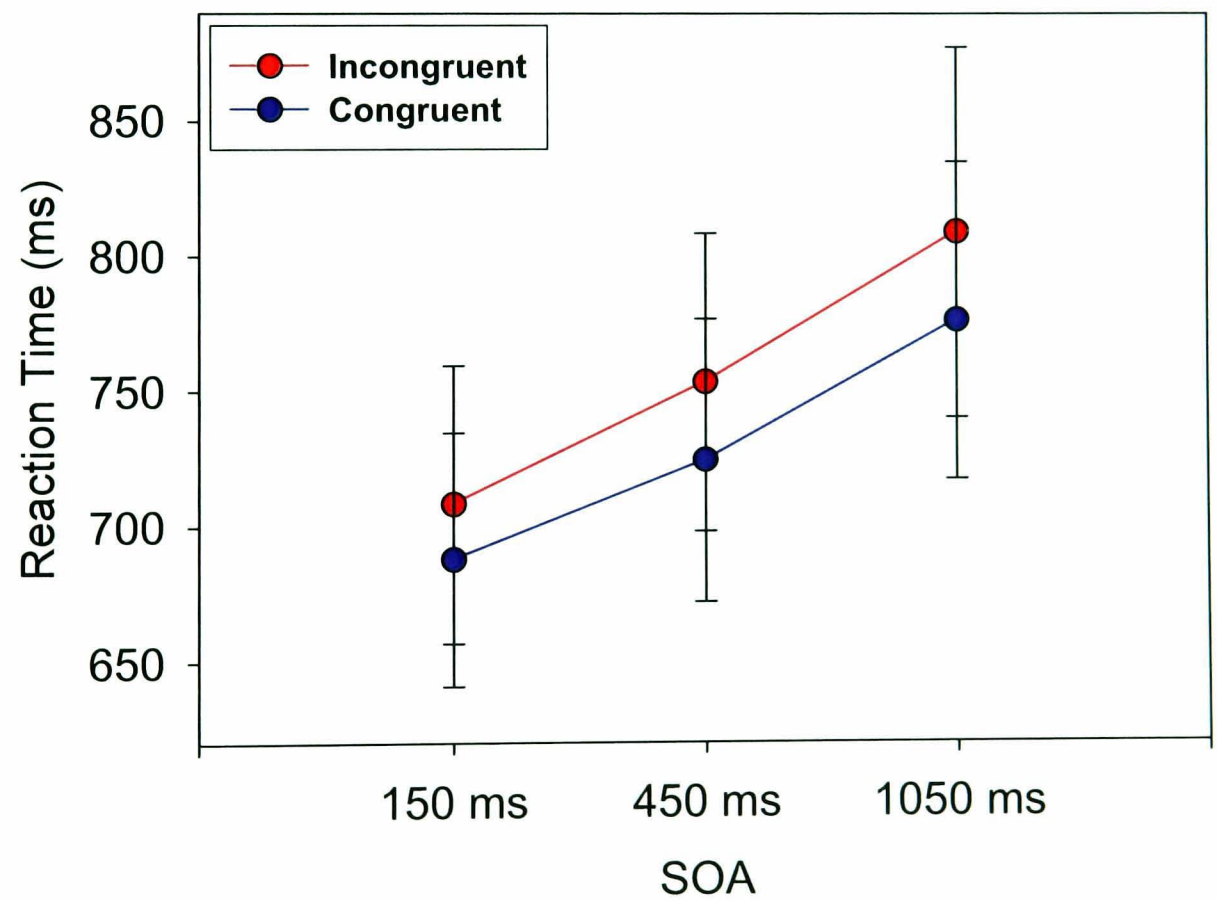 Incongruent
Congruent
850
800
750
700
650
Reaction Time (ms)
150 ms
450 ms
1050 ms
SOA